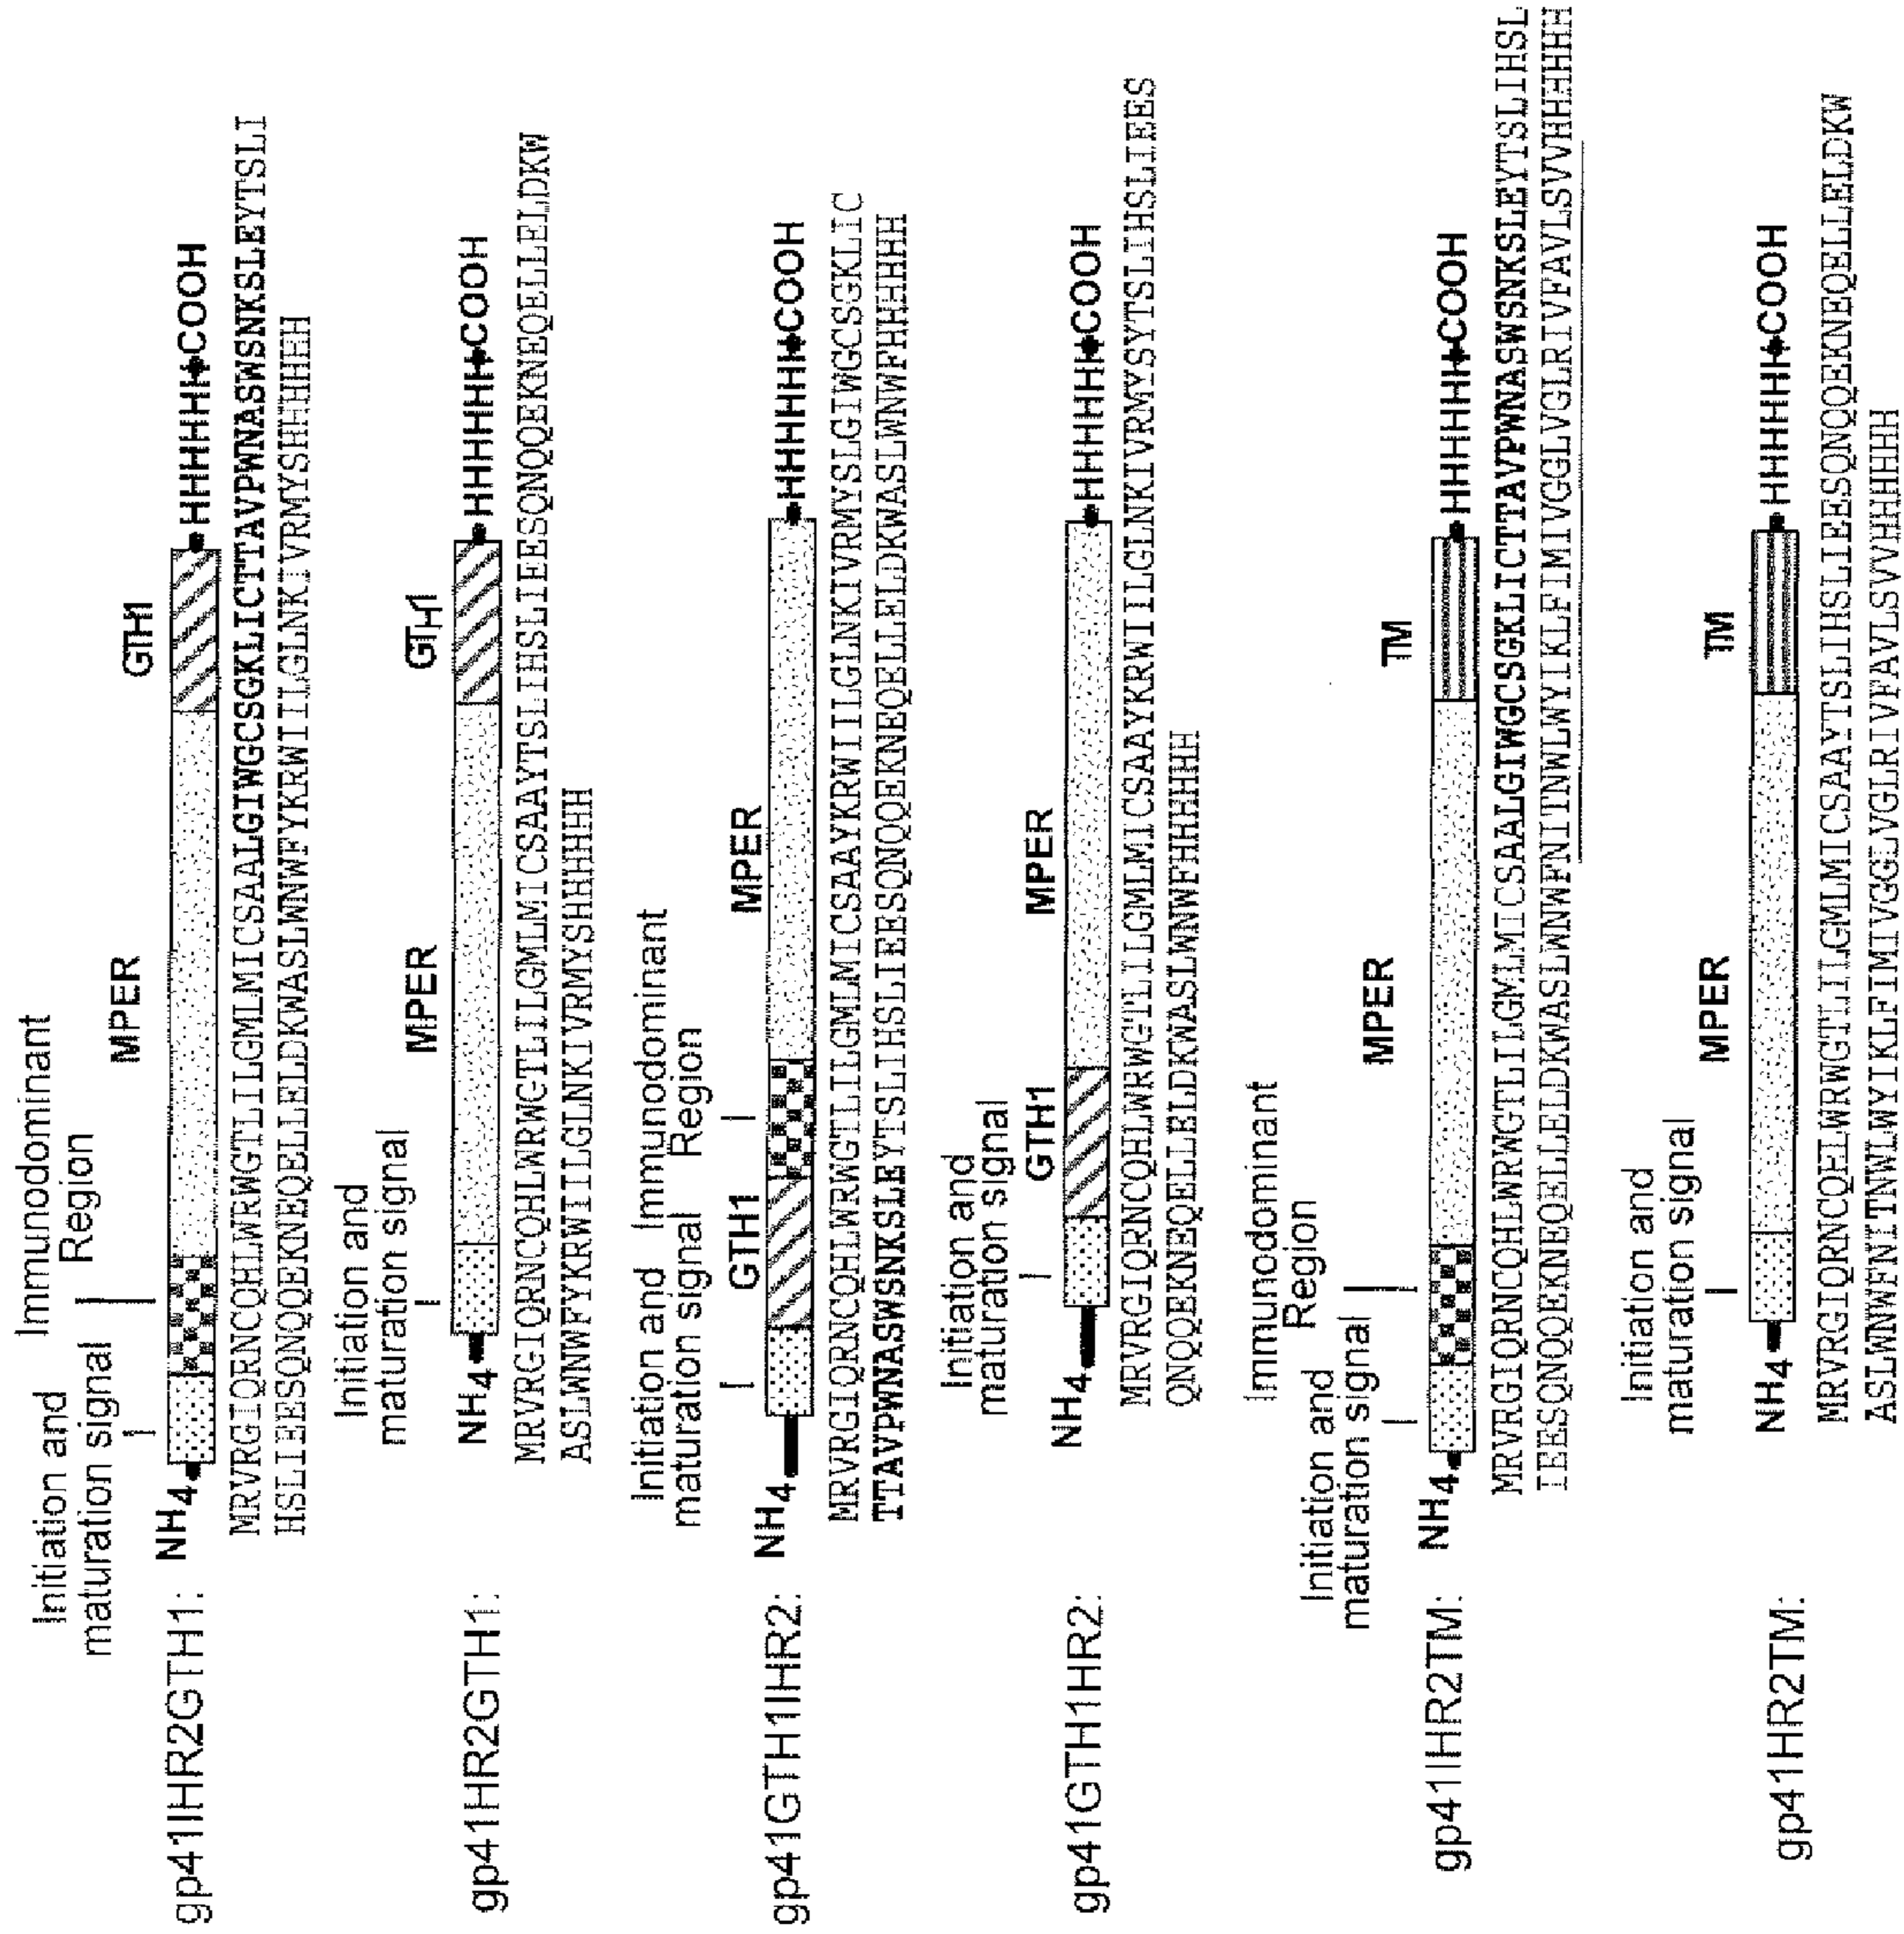 Initiation and
maturation signal
Immunodominant
Region
MPER
GTH1
gp41IHR2GTH1:
NH4
HHHHHH
COOH
MRVRGIQRNCQHLWRWGTLILGMLMICSAALGIWGCSGKLICTTAVPWNASWSNKSLEYTSLI
HSLIEESQNQQEKNEQELLELDKWASLWNWFYKRWIILGLNKIVRMYSHHHHHH
Initiation and
maturation signal
MPER
GTH1
gp41HR2GTH1:
NH4
HHHHHH
COOH
MRVRGIQRNCQHLWRWGTLILGMLMICSAAYTSLIHSLIEESQNQQEKNEQELLELDKW
ASLWNWFYKRWIILGLNKIVRMYSHHHHHH
Initiation and
maturation signal
Immunodominant
Region
GTH1
MPER
gp41GTH1IHR2:
NH4
HHHHHH
COOH
MRVRGIQRNCQHLWRWGTLILGMLMICSAAYKRWIILGLNKIVRMYSLGIWGCSGKLIC
TTAVPWNASWSNKSLEYTSLIHSLIEESQNQQEKNEQELLELDKWASLWNWFHHHHHH
Initiation and
maturation signal
GTH1
MPER
gp41GTH1HR2:
NH4
HHHHHH
COOH
MRVRGIQRNCQHLWRWGTLILGMLMICSAAYKRWIILGLNKIVRMYSYTSLIHSLIEES
QNQQEKNEQELLELDKWASLWNWFHHHHHH
Initiation and
maturation signal
Immunodominant
Region
MPER
TM
gp41IHR2TM:
NH4
HHHHHH
COOH
MRVRGIQRNCQHLWRWGTLILGMLMICSAALGIWGCSGKLICTTAVPWNASWSNKSLEYTSLIHSL
IEESQNQQEKNEQELLELDKWASLWNWFNITNWLWYIKLFIMIVGGLVGLRIVFAVLSVVHHHHHH
Initiation and
maturation signal
MPER
TM
gp41HR2TM:
NH4
HHHHHH
COOH
MRVRGIQRNCQHLWRWGTLILGMLMICSAAYTSLIHSLIEESQNQQEKNEQELLELDKW
ASLWNWFNITNWLWYIKLFIMIVGGLVGLRIVFAVLSVVHHHHHH